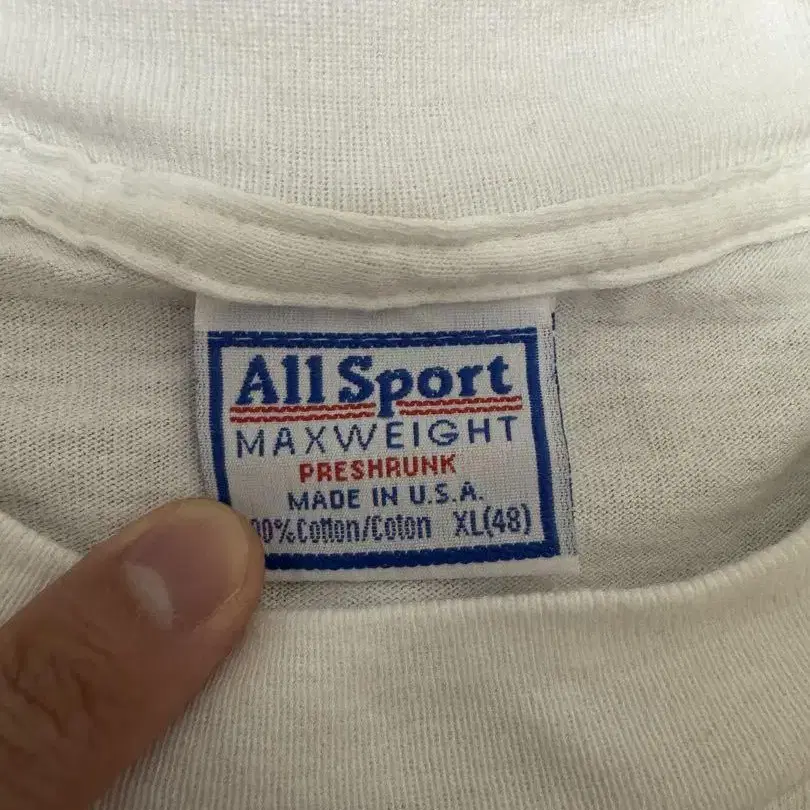 All Sport
MAXWEIGHT
PRESHRUNK
MADE IN U.S.A.
00%Cotton/Coton XL(48)